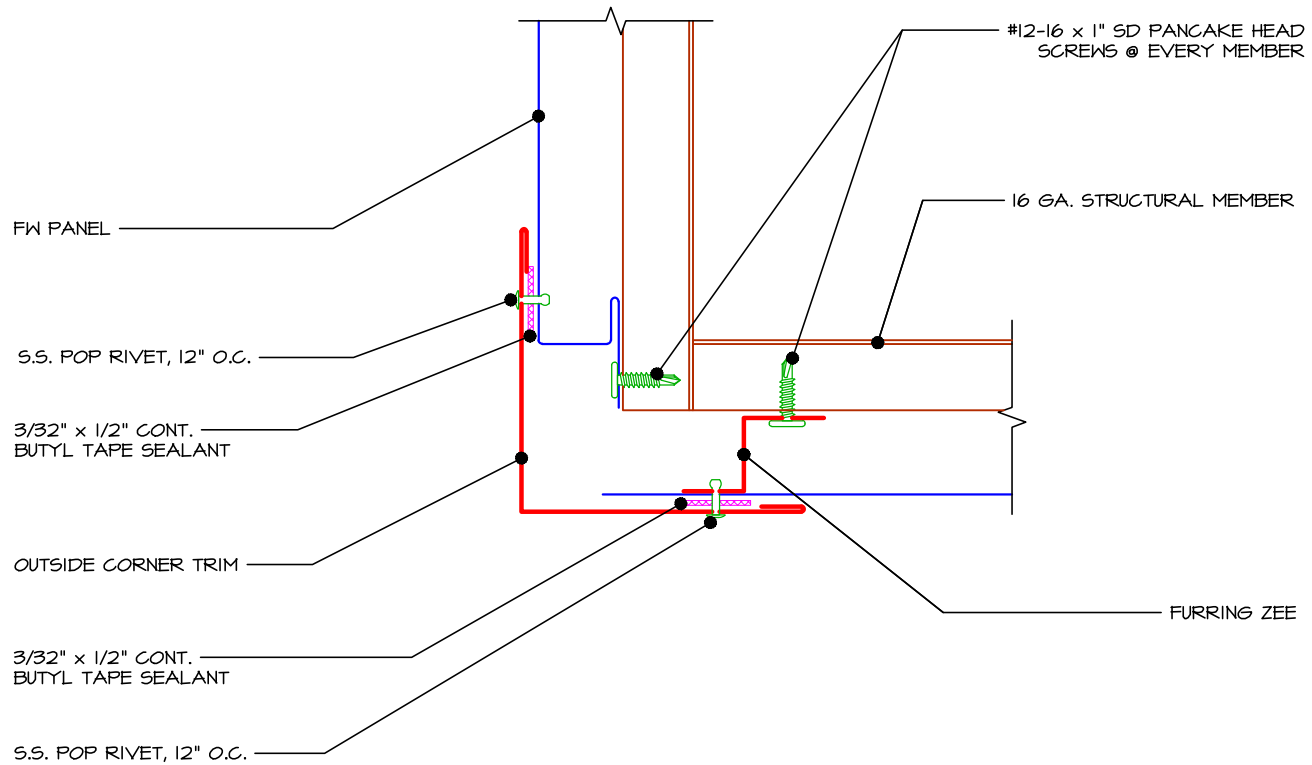 #12-16 x 1" SD PANCAKE HEAD
SCREWS @ EVERY MEMBER
16 GA. STRUCTURAL MEMBER
FW PANEL
S.S. POP RIVET, 12" O.C.
3/32" x 1/2" CONT.
BUTYL TAPE SEALANT
OUTSIDE CORNER TRIM
FURRING ZEE
3/32" x 1/2" CONT.
BUTYL TAPE SEALANT
S.S. POP RIVET, 12" O.C.